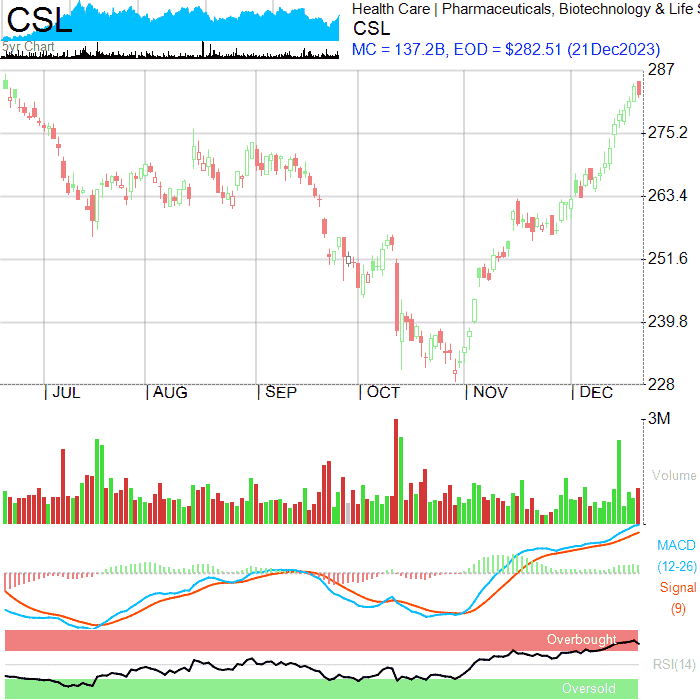 CSL
5yr Chart
Health Care | Pharmaceuticals, Biotechnology & Life S
CSL
MC = 137.2B, EOD = $282.51 (21Dec2023)
287
275.2
263.4
251.6
239.8
228
JUL
AUG
SEP
OCT
NOV
DEC
3M
Volume
MACD
(12-26)
Signal
(9)
Overbought
RSI(14)
Oversold